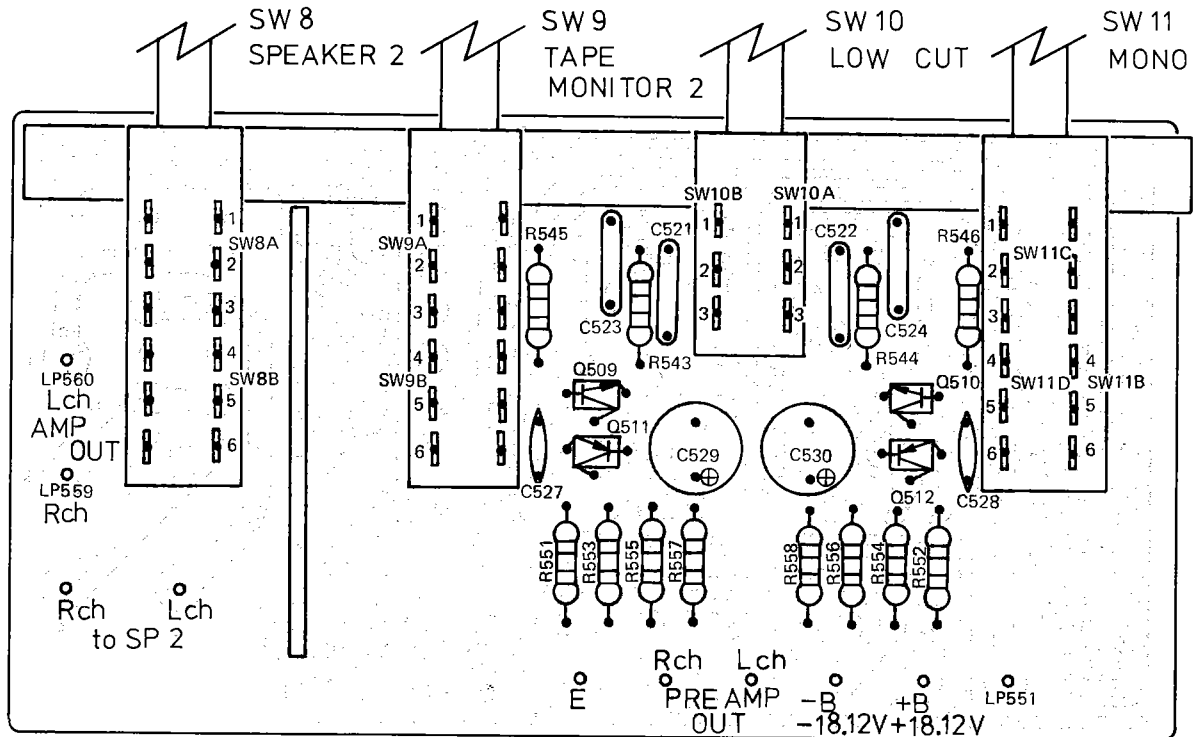 SW 8
SPEAKER 2
SW 9
TAPE
MONITOR 2
SW 10
LOW CUT
SW 11
MONO
1
SW8A
2
3
4
SW8B
5
6
1
SW9A
2
3
4
SW9B
5
6
SW10B
SW10A
1
1
2
2
3
3
1
SW11C
2
3
4
4
SW11D
SW11B
5
5
6
6
R545
C521
C523
R543
C522
R546
C524
R544
Q509
Q511
Q510
Q512
C527
C529
C530
C528
LP560
Lch
AMP
OUT
LP559
Rch
R551
R553
R555
R557
R558
R556
R554
R552
Rch
Lch
to SP 2
E
Rch
Lch
PRE AMP
OUT
-B
-18.12V
+B
+18.12V
LP551